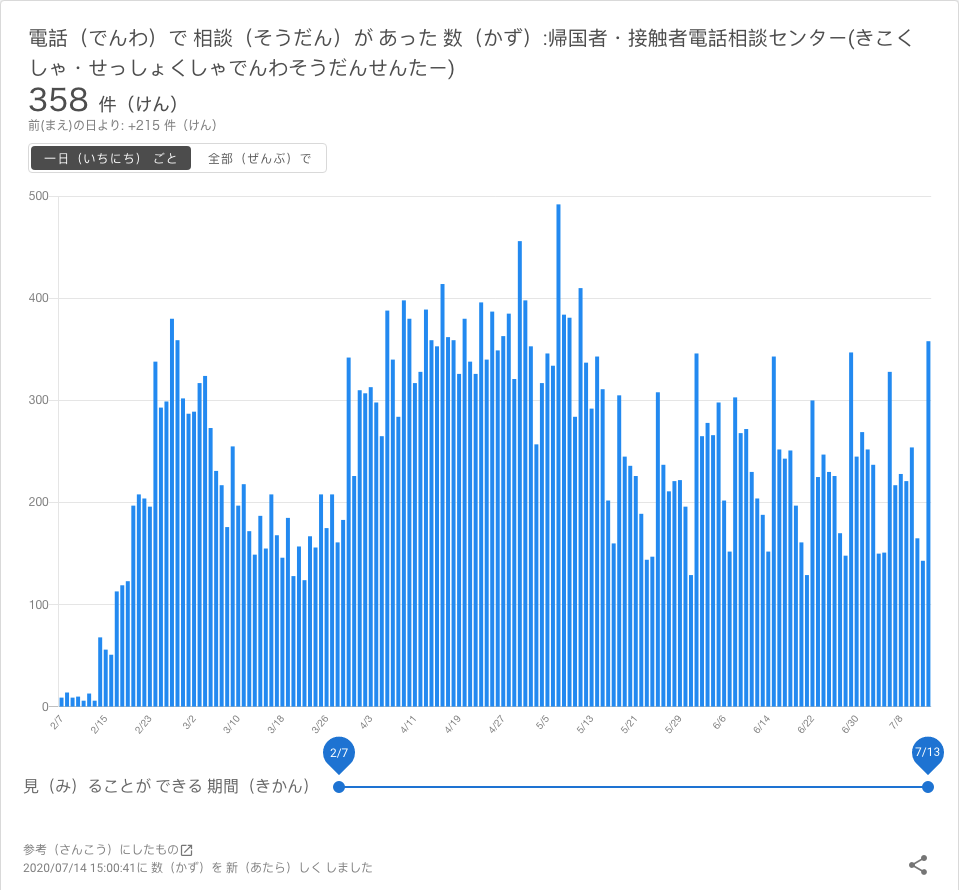 電話（でんわ）で 相談（そうだん）が あった 数（かず）:帰国者・接触者電話相談センター(きこく
しゃ・せっしょくしゃでんわそうだんせんたー)
358 件（けん）
前(まえ)の日より: +215 件（けん）
一日（いちにち） ごと 全部（ぜんぶ）で
500
400
300
200
100
0
2/7 2/15 2/23 3/2 3/10 3/18 3/26 4/3 4/11 4/19 4/27 5/5 5/13 5/21 5/29 6/6 6/14 6/22 6/30 7/8
2/7 7/13
見（み）ることが できる 期間（きかん）
参考（さんこう）にしたもの
2020/07/14 15:00:41に 数（かず）を 新（あたら）しく しました